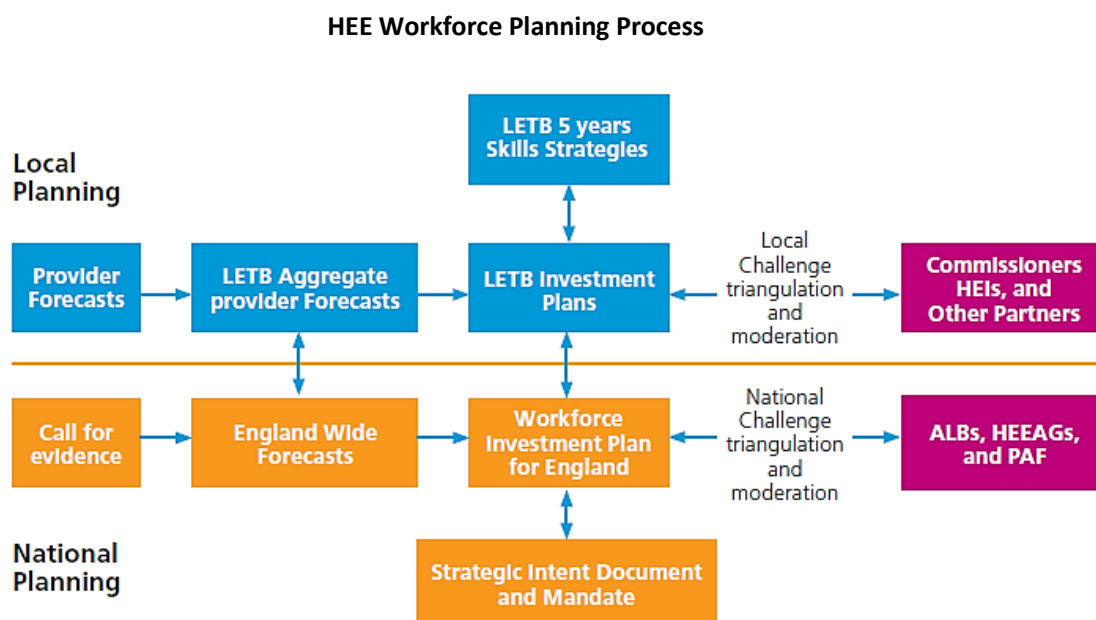 HEE Workforce Planning Process
LETB 5 years
Skills Strategies
Local
Planning
Provider
Forecasts
LETB Aggregate
provider Forecasts
LETB Investment
Plans
Local
Challenge
triangulation
and
moderation
Commissioners
HEIs, and
Other Partners
Call for
evidence
England Wide
Forecasts
Workforce
Investment Plan
for England
National
Challenge
triangulation
and
moderation
ALBs, HEEAGs,
and PAF
National
Planning
Strategic Intent Document
and Mandate